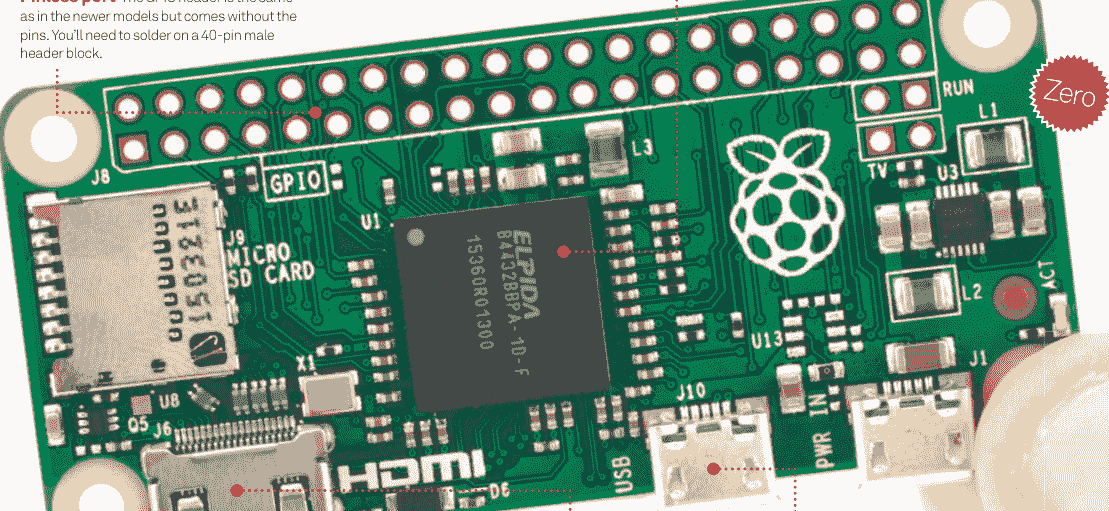 as in the newer models but comes without the
pins. You'll need to solder on a 40-pin male
header block.
Zero
RUN
L1
L3
TV
U3
J8
GPIO
U1
J9
MICRO
SD CARD
150321E
ELPIDA
B4432BBPA-1D-F
15360R01300
L2
ACT
U13
X1
J1
U8
Q5
J6
J10
IN
PWR
USB
HDMI
D6